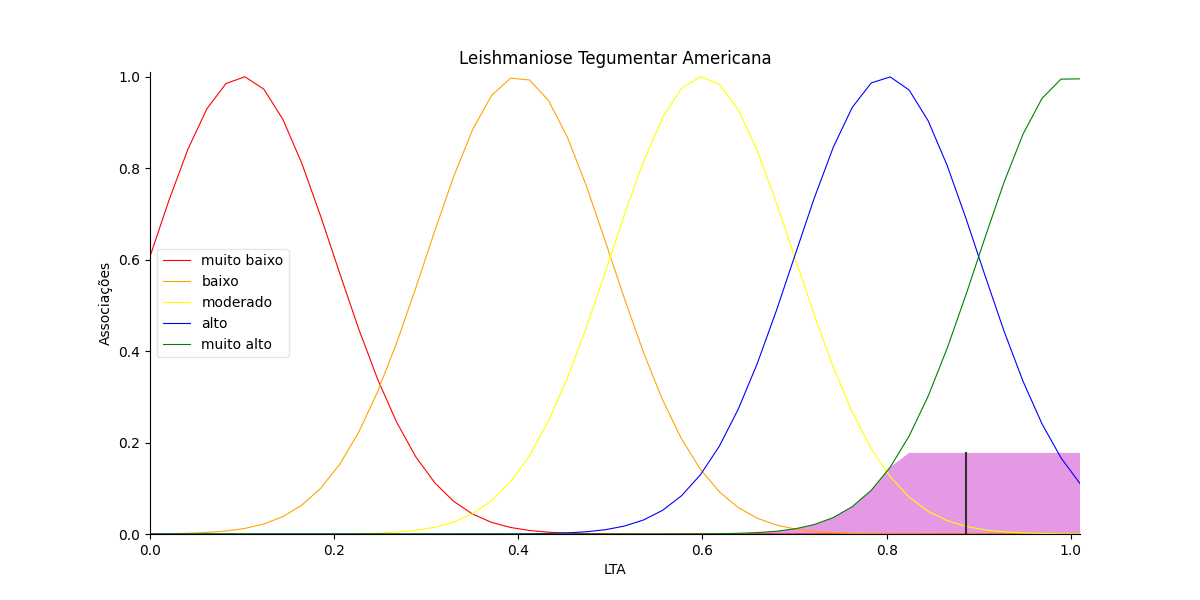 Leishmaniose Tegumentar Americana
1.0
0.8
0.6
0.4
0.2
0.0
Associações
muito baixo
baixo
moderado
alto
muito alto
0.0 0.2 0.4 0.6 0.8 1.0
LTA